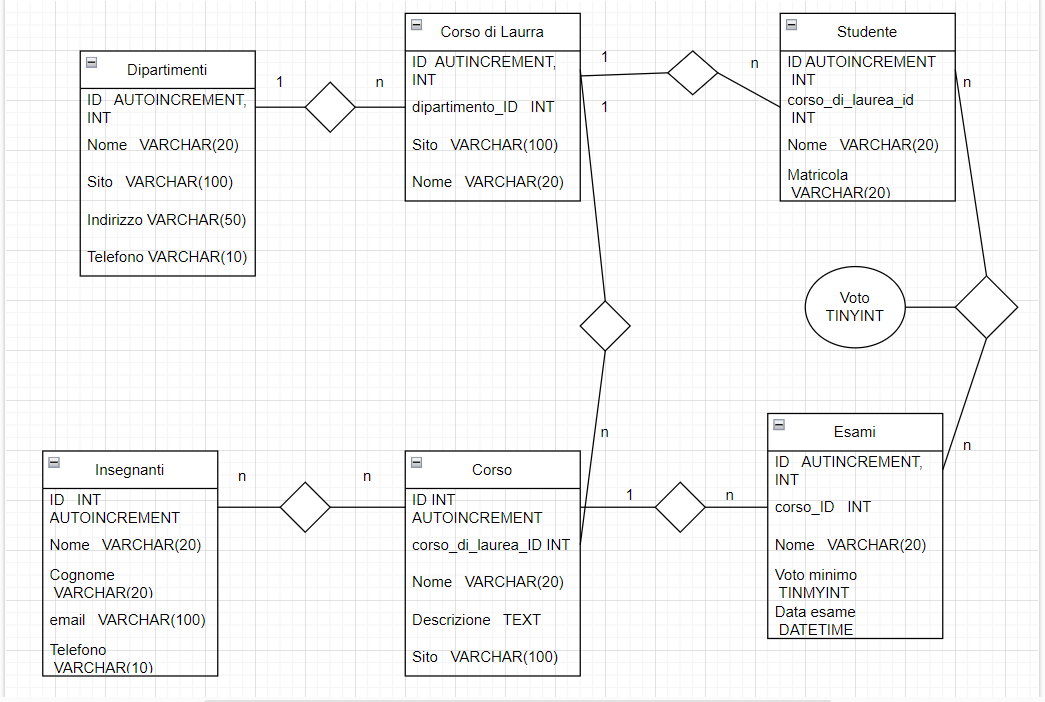 Dipartimenti
ID AUTOINCREMENT,
INT
Nome VARCHAR(20)
Sito VARCHAR(100)
Indirizzo VARCHAR(50)
Telefono VARCHAR(10)
1
n
Corso di Laurra
ID AUTINCREMENT,
INT
dipartimento_ID INT
Sito VARCHAR(100)
Nome VARCHAR(20)
1
1
n
Studente
ID AUTOINCREMENT
INT
corso_di_laurea_id
INT
Nome VARCHAR(20)
Matricola
VARCHAR(20)
n
Voto
TINYINT
n
n
Insegnanti
ID INT
AUTOINCREMENT
Nome VARCHAR(20)
Cognome
VARCHAR(20)
email VARCHAR(100)
Telefono
VARCHAR(10)
n
n
Corso
ID INT
AUTOINCREMENT
corso_di_laurea_ID INT
Nome VARCHAR(20)
Descrizione TEXT
Sito VARCHAR(100)
1
n
Esami
ID AUTINCREMENT,
INT
corso_ID INT
Nome VARCHAR(20)
Voto minimo
TINMYINT
Data esame
DATETIME